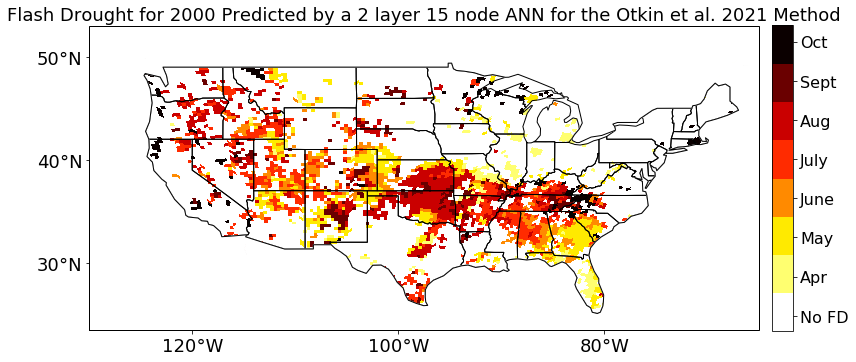 Flash Drought for 2000 Predicted by a 2 layer 15 node ANN for the Otkin et al. 2021 Method
50°N
40°N
30°N
120°W
100°W
80°W
Oct
Sept
Aug
July
June
May
Apr
No FD